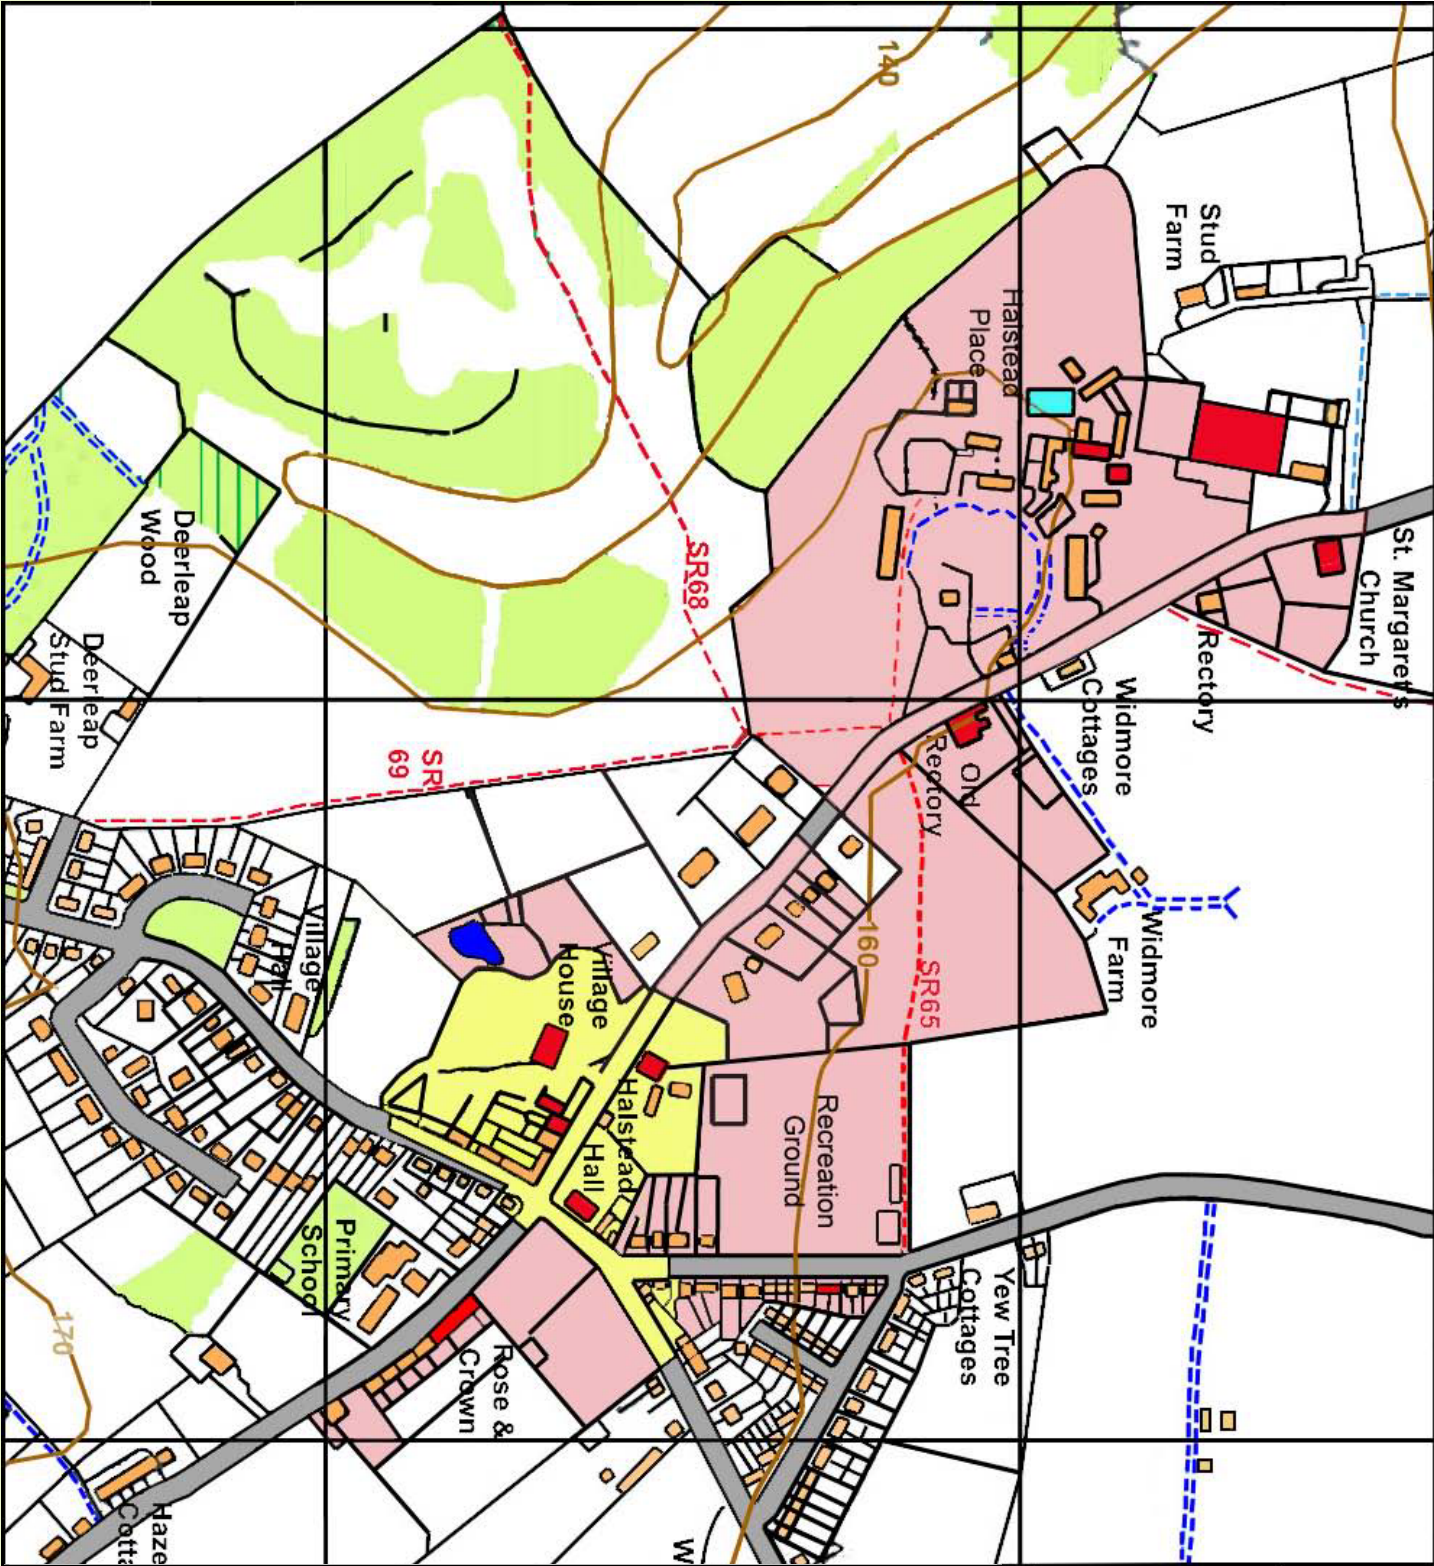 140
Stud
Farm
Halstead
Place
St. Margaret's
Church
Rectory
Widmore
Cottages
Old
Rectory
Widmore
Farm
SR68
Deerleap
Wood
Deerleap
Stud Farm
SR
69
SR65
160
Village
Hall
Village
House
Halstead
Hall
Recreation
Ground
Primary
School
Yew Tree
Cottages
Rose &
Crown
170
Haze
Cotta
W